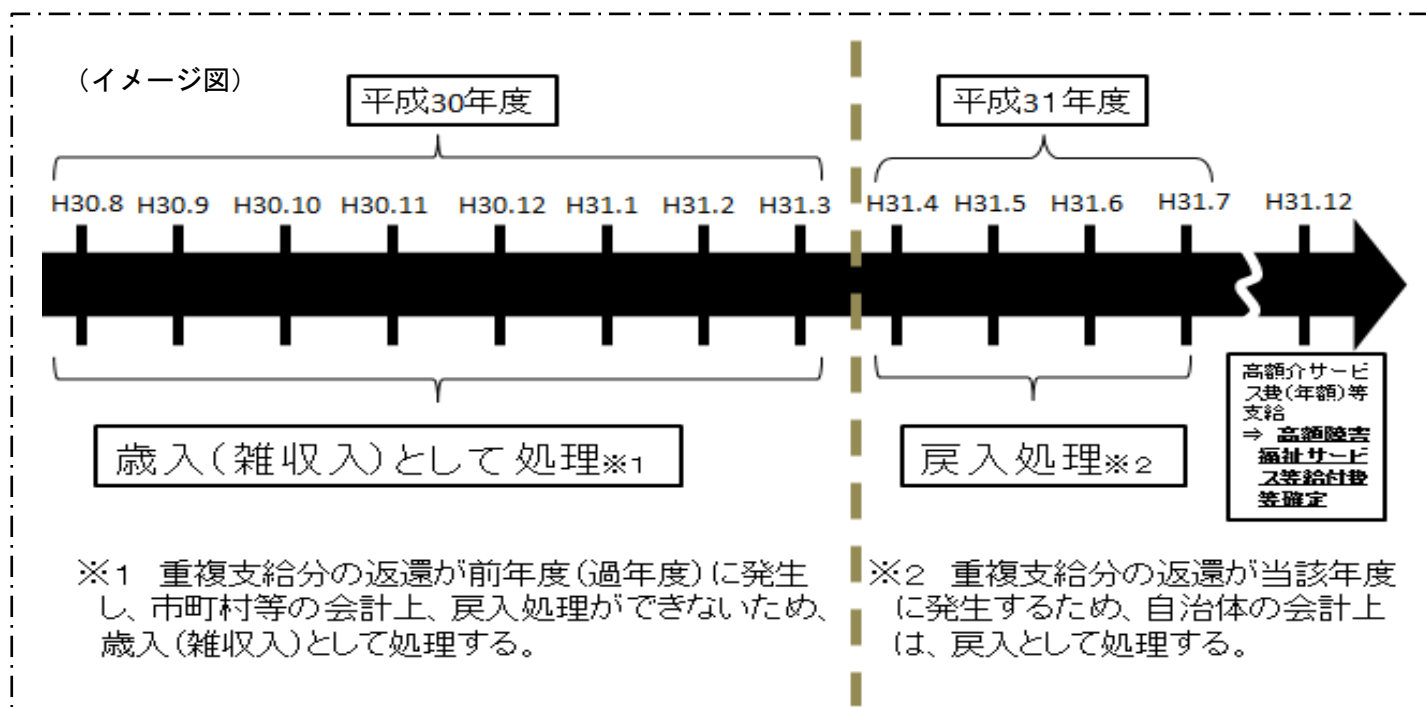 （イメージ図）
平成30年度
平成31年度
H30.8 H30.9 H30.10 H30.11 H30.12 H31.1 H31.2 H31.3 H31.4 H31.5 H31.6 H31.7 H31.12
歳入（雑収入）として処理※1
戻入処理※2
高額介サービ
ス費（年額）等
支給
⇒ 高額障害
福祉サービ
ス等給付費
等確定
※1 重複支給分の返還が前年度（過年度）に発生
し、市町村等の会計上、戻入処理ができないため、
歳入（雑収入）として処理する。
※2 重複支給分の返還が当該年度
に発生するため、自治体の会計上
は、戻入として処理する。